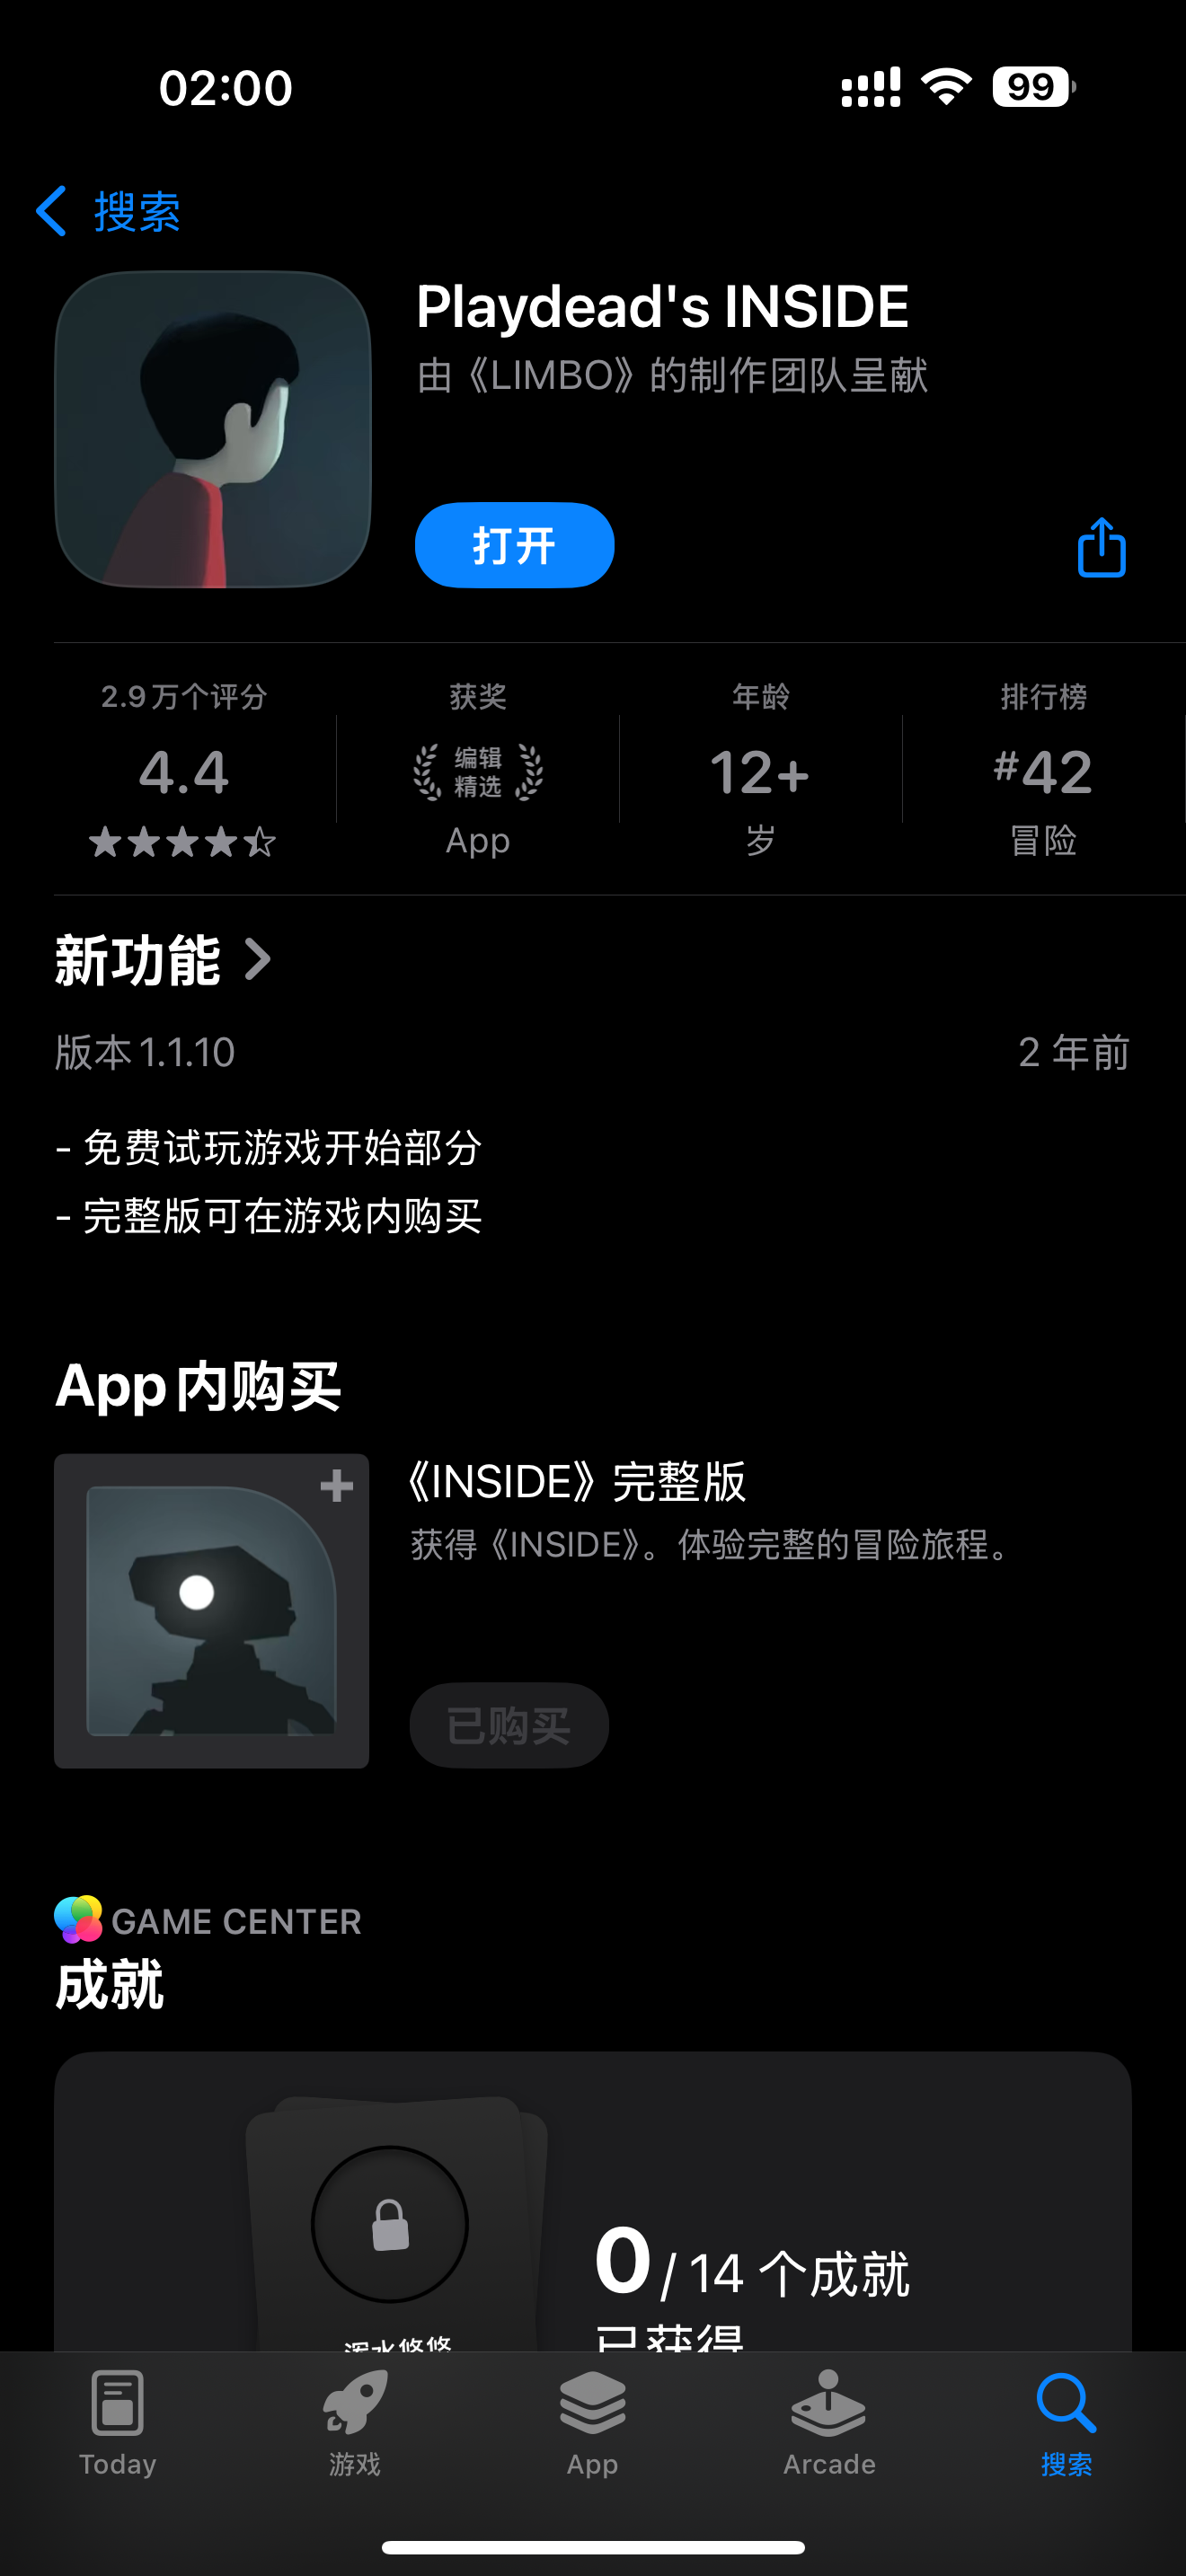 02:00
99
搜索
Playdead's INSIDE
由《LIMBO》的制作团队呈献
打开
2.9万个评分
获奖
年龄
排行榜
4.4
编辑
精选
12+
#42
App
岁
冒险
新功能
版本 1.1.10
2 年前
- 免费试玩游戏开始部分
- 完整版可在游戏内购买
App 内购买
《INSIDE》完整版
获得《INSIDE》。体验完整的冒险旅程。
已购买
GAME CENTER
成就
0 / 14 个成就
已获得
Today
游戏
App
Arcade
搜索